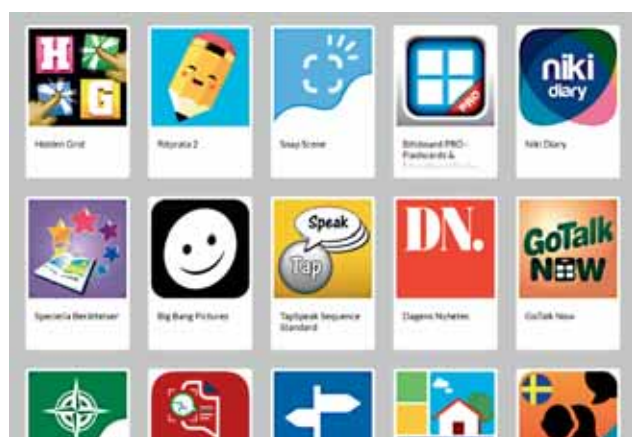 H
G
PRO
niki
diary
Hidden Grid
Ritprata 2
Snap Scene
Bitsboard PRO -
Flashcards &
Niki Diary
Speak
Tap
DN.
GoTalk
NOW
Speciella Berättelser
Big Bang Pictures
TapSpeak Sequence
Standard
Dagens Nyheter
GoTalk Now